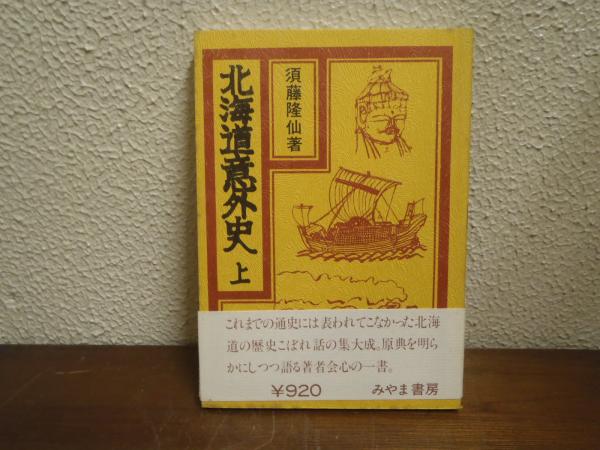 北海道意外史 上
須藤隆仙著
これまでの通史には表われてこなかった北海
道の歴史こぼれ話の集大成。原典を明ら
かにしつつ語る著者会心の一書。
¥920 みやま書房